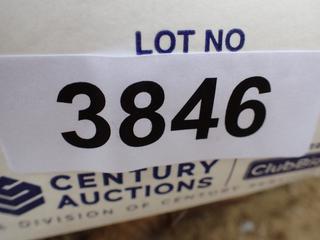 LOT NO
3846
CENTURY
AUCTIONS
DIVISION OF CENTURY